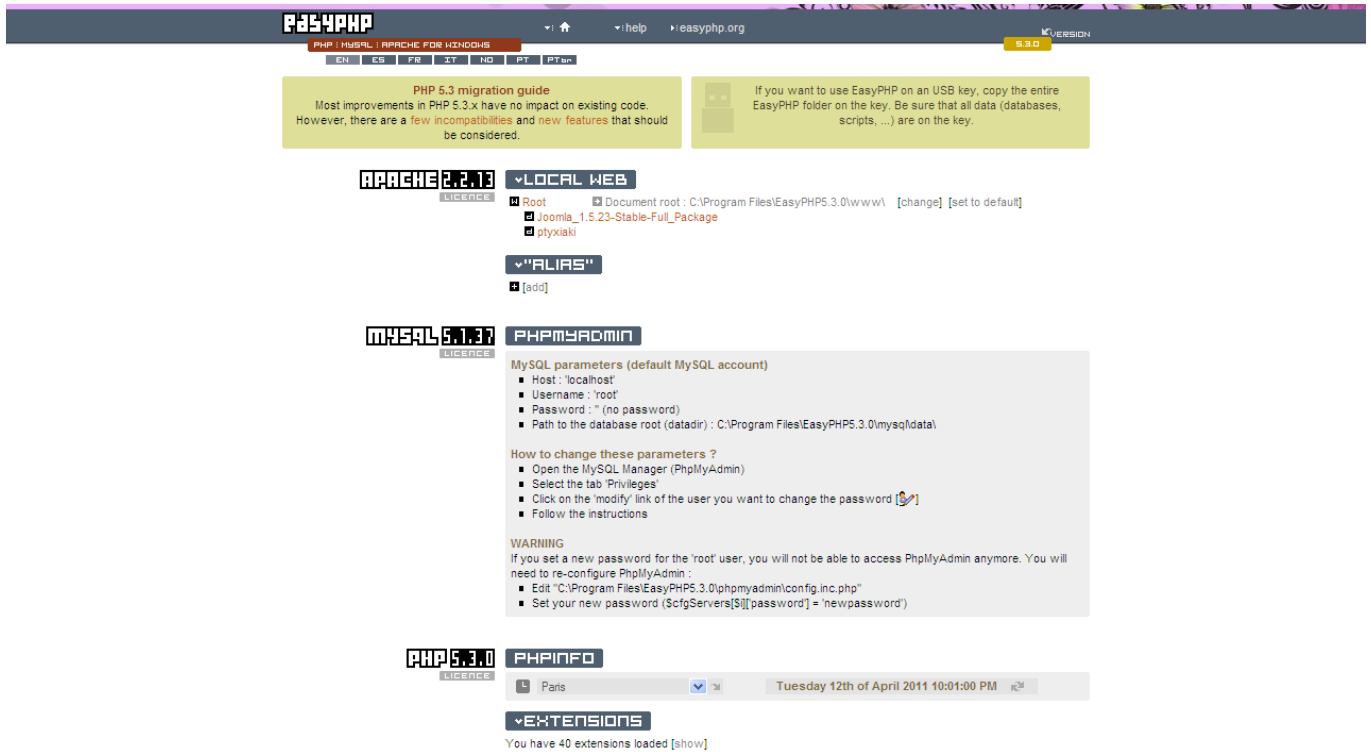 EasyPHP
help
easyphp.org
VERSION
PHP | MYSQL | APACHE FOR WINDOWS
5.3.0
EN ES FR IT NO PT PTbr
PHP 5.3 migration guide
Most improvements in PHP 5.3.x have no impact on existing code.
However, there are a few incompatibilities and new features that should
be considered.
If you want to use EasyPHP on an USB key, copy the entire
EasyPHP folder on the key. Be sure that all data (databases,
scripts, ...) are on the key.
APACHE 2.2.13
LICENCE
LOCAL WEB
Root Document root : C:\Program Files\EasyPHP5.3.0\www\ [change] [set to default]
Joomla_1.5.23-Stable-Full_Package
ptyxiaki
"ALIAS"
[add]
MYSQL 5.1.37
LICENCE
PHPMYADMIN
MySQL parameters (default MySQL account)
Host : 'localhost'
Username : 'root'
Password : '' (no password)
Path to the database root (datadir) : C:\Program Files\EasyPHP5.3.0\mysql\data\
How to change these parameters ?
Open the MySQL Manager (PhpMyAdmin)
Select the tab 'Privileges'
Click on the 'modify' link of the user you want to change the password [ ]
Follow the instructions
WARNING
If you set a new password for the 'root' user, you will not be able to access PhpMyAdmin anymore. You will
need to re-configure PhpMyAdmin :
Edit "C:\Program Files\EasyPHP5.3.0\phpmyadmin\config.inc.php"
Set your new password ($cfgServers[$i]['password'] = 'newpassword')
PHP 5.3.0
LICENCE
PHPINFO
Paris
Tuesday 12th of April 2011 10:01:00 PM
EXTENSIONS
You have 40 extensions loaded [show]